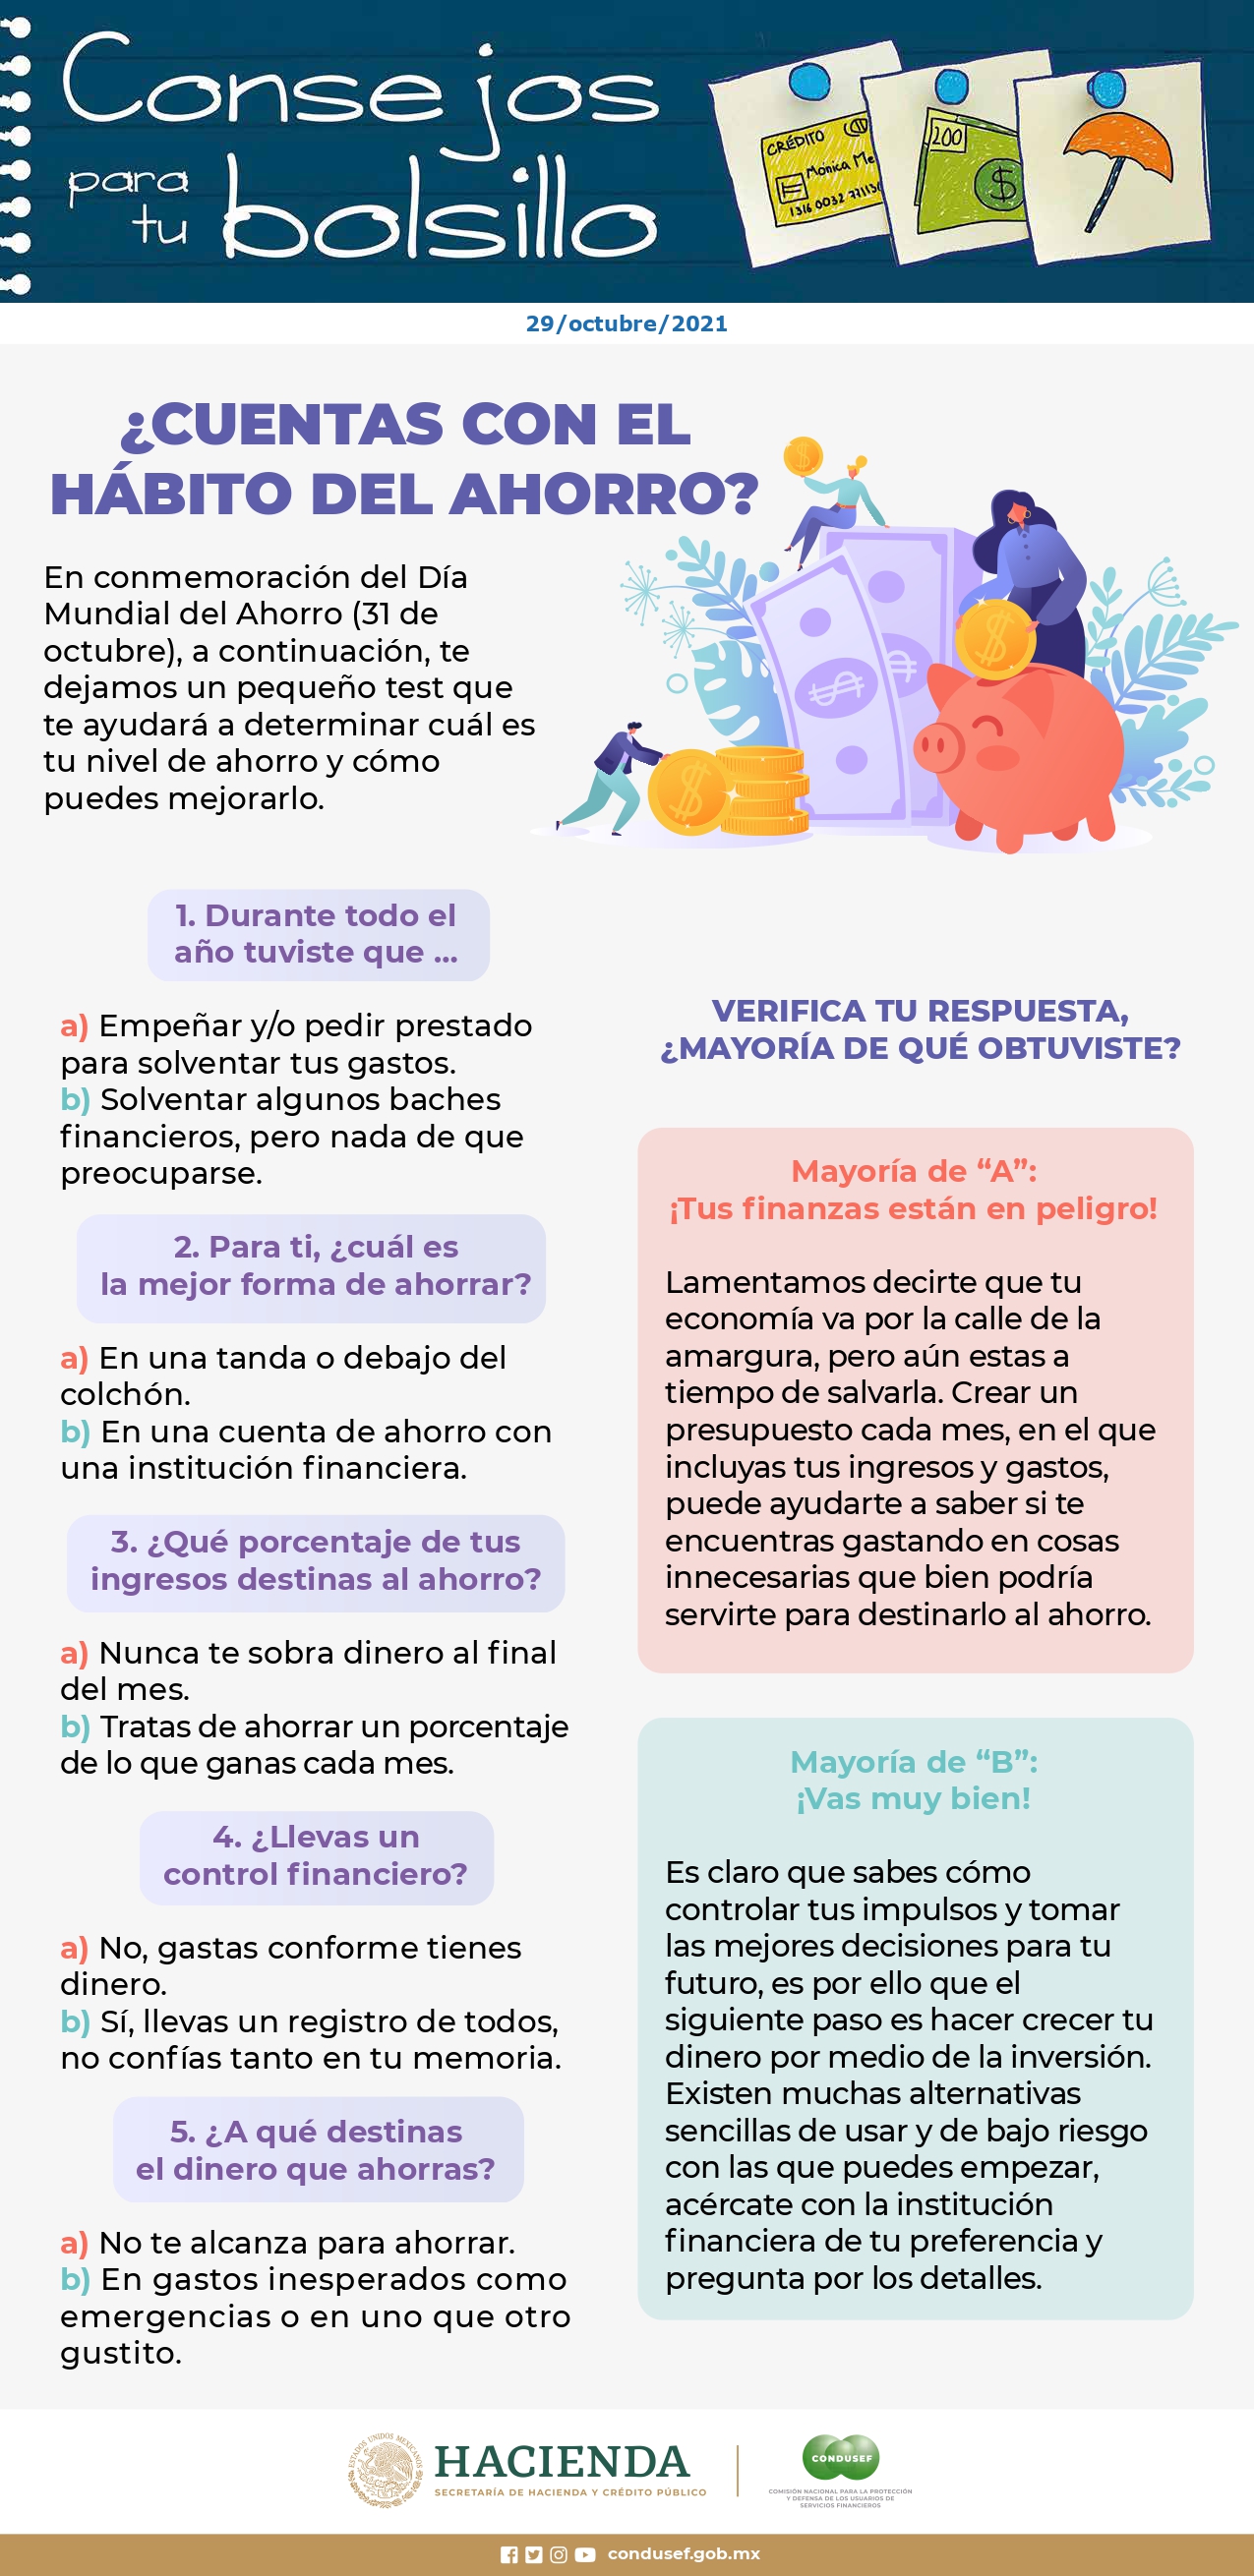 Consejos
para
tu bolsillo
CRÉDITO
Mónica Me
1316 0032 77113
200
$
29/octubre/2021
¿CUENTAS CON EL
HÁBITO DEL AHORRO?
En conmemoración del Día
Mundial del Ahorro (31 de
octubre), a continuación, te
dejamos un pequeño test que
te ayudará a determinar cuál es
tu nivel de ahorro y cómo
puedes mejorarlo.
1. Durante todo el
año tuviste que ...
a) Empeñar y/o pedir prestado
para solventar tus gastos.
b) Solventar algunos baches
financieros, pero nada de que
preocuparse.
2. Para ti, ¿cuál es
la mejor forma de ahorrar?
a) En una tanda o debajo del
colchón.
b) En una cuenta de ahorro con
una institución financiera.
3. ¿Qué porcentaje de tus
ingresos destinas al ahorro?
a) Nunca te sobra dinero al final
del mes.
b) Tratas de ahorrar un porcentaje
de lo que ganas cada mes.
4. ¿Llevas un
control financiero?
a) No, gastas conforme tienes
dinero.
b) Sí, llevas un registro de todos,
no confías tanto en tu memoria.
5. ¿A qué destinas
el dinero que ahorras?
a) No te alcanza para ahorrar.
b) En gastos inesperados como
emergencias o en uno que otro
gustito.
VERIFICA TU RESPUESTA,
¿MAYORÍA DE QUÉ OBTUVISTE?
Mayoría de “A”:
¡Tus finanzas están en peligro!
Lamentamos decirte que tu
economía va por la calle de la
amargura, pero aún estas a
tiempo de salvarla. Crear un
presupuesto cada mes, en el que
incluyas tus ingresos y gastos,
puede ayudarte a saber si te
encuentras gastando en cosas
innecesarias que bien podría
servirte para destinarlo al ahorro.
Mayoría de “B”:
¡Vas muy bien!
Es claro que sabes cómo
controlar tus impulsos y tomar
las mejores decisiones para tu
futuro, es por ello que el
siguiente paso es hacer crecer tu
dinero por medio de la inversión.
Existen muchas alternativas
sencillas de usar y de bajo riesgo
con las que puedes empezar,
acércate con la institución
financiera de tu preferencia y
pregunta por los detalles.
ESTADOS UNIDOS MEXICANOS
HACIENDA
SECRETARÍA DE HACIENDA Y CRÉDITO PÚBLICO
CONDUSEF
COMISIÓN NACIONAL PARA LA PROTECCIÓN
Y DEFENSA DE LOS USUARIOS DE
SERVICIOS FINANCIEROS
condusef.gob.mx